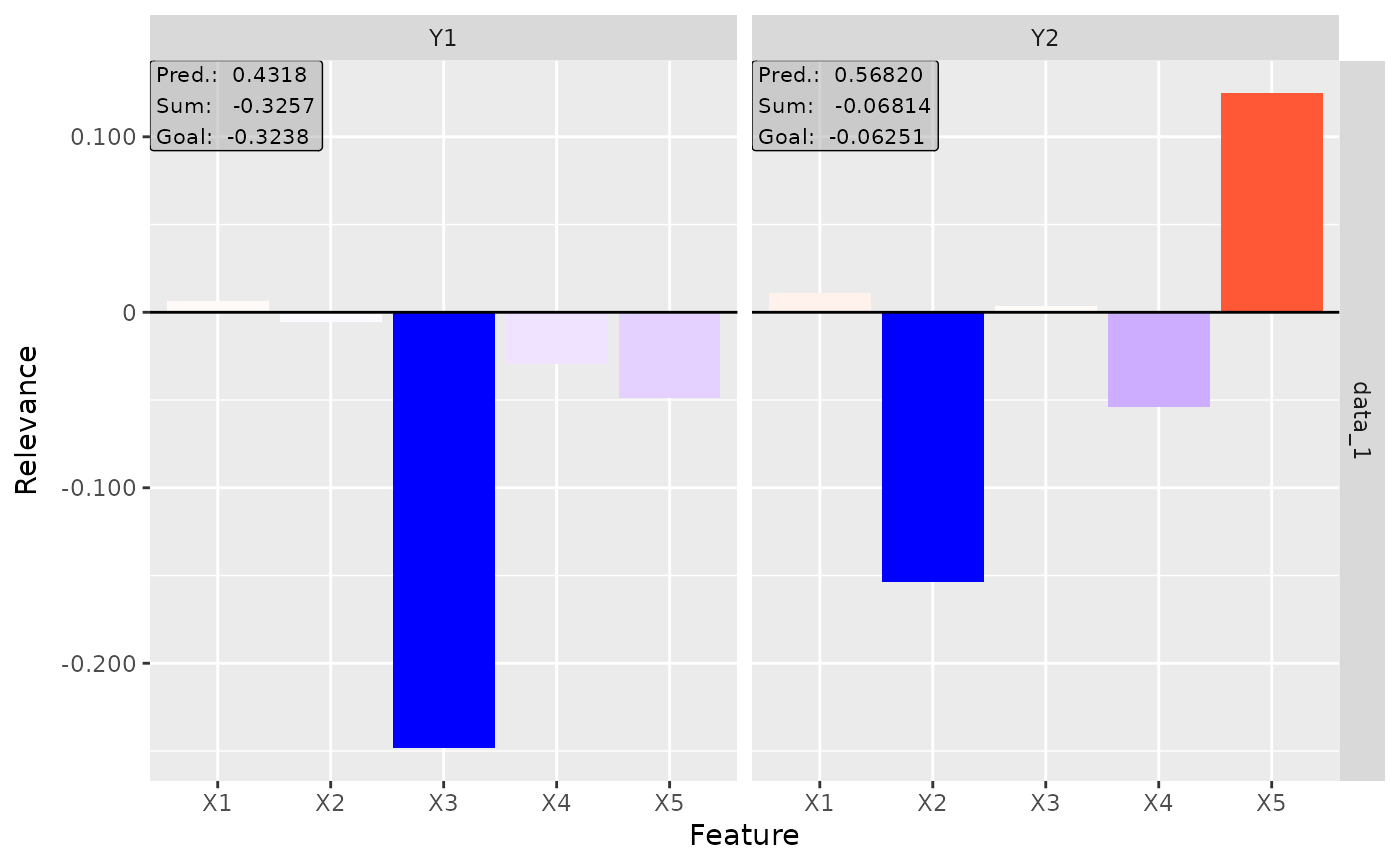 Y1
Y2
Pred.: 0.4318
Sum: -0.3257
Goal: -0.3238
Pred.: 0.56820
Sum: -0.06814
Goal: -0.06251
0.100
0
-0.100
-0.200
Relevance
data_1
X1 X2 X3 X4 X5
X1 X2 X3 X4 X5
Feature